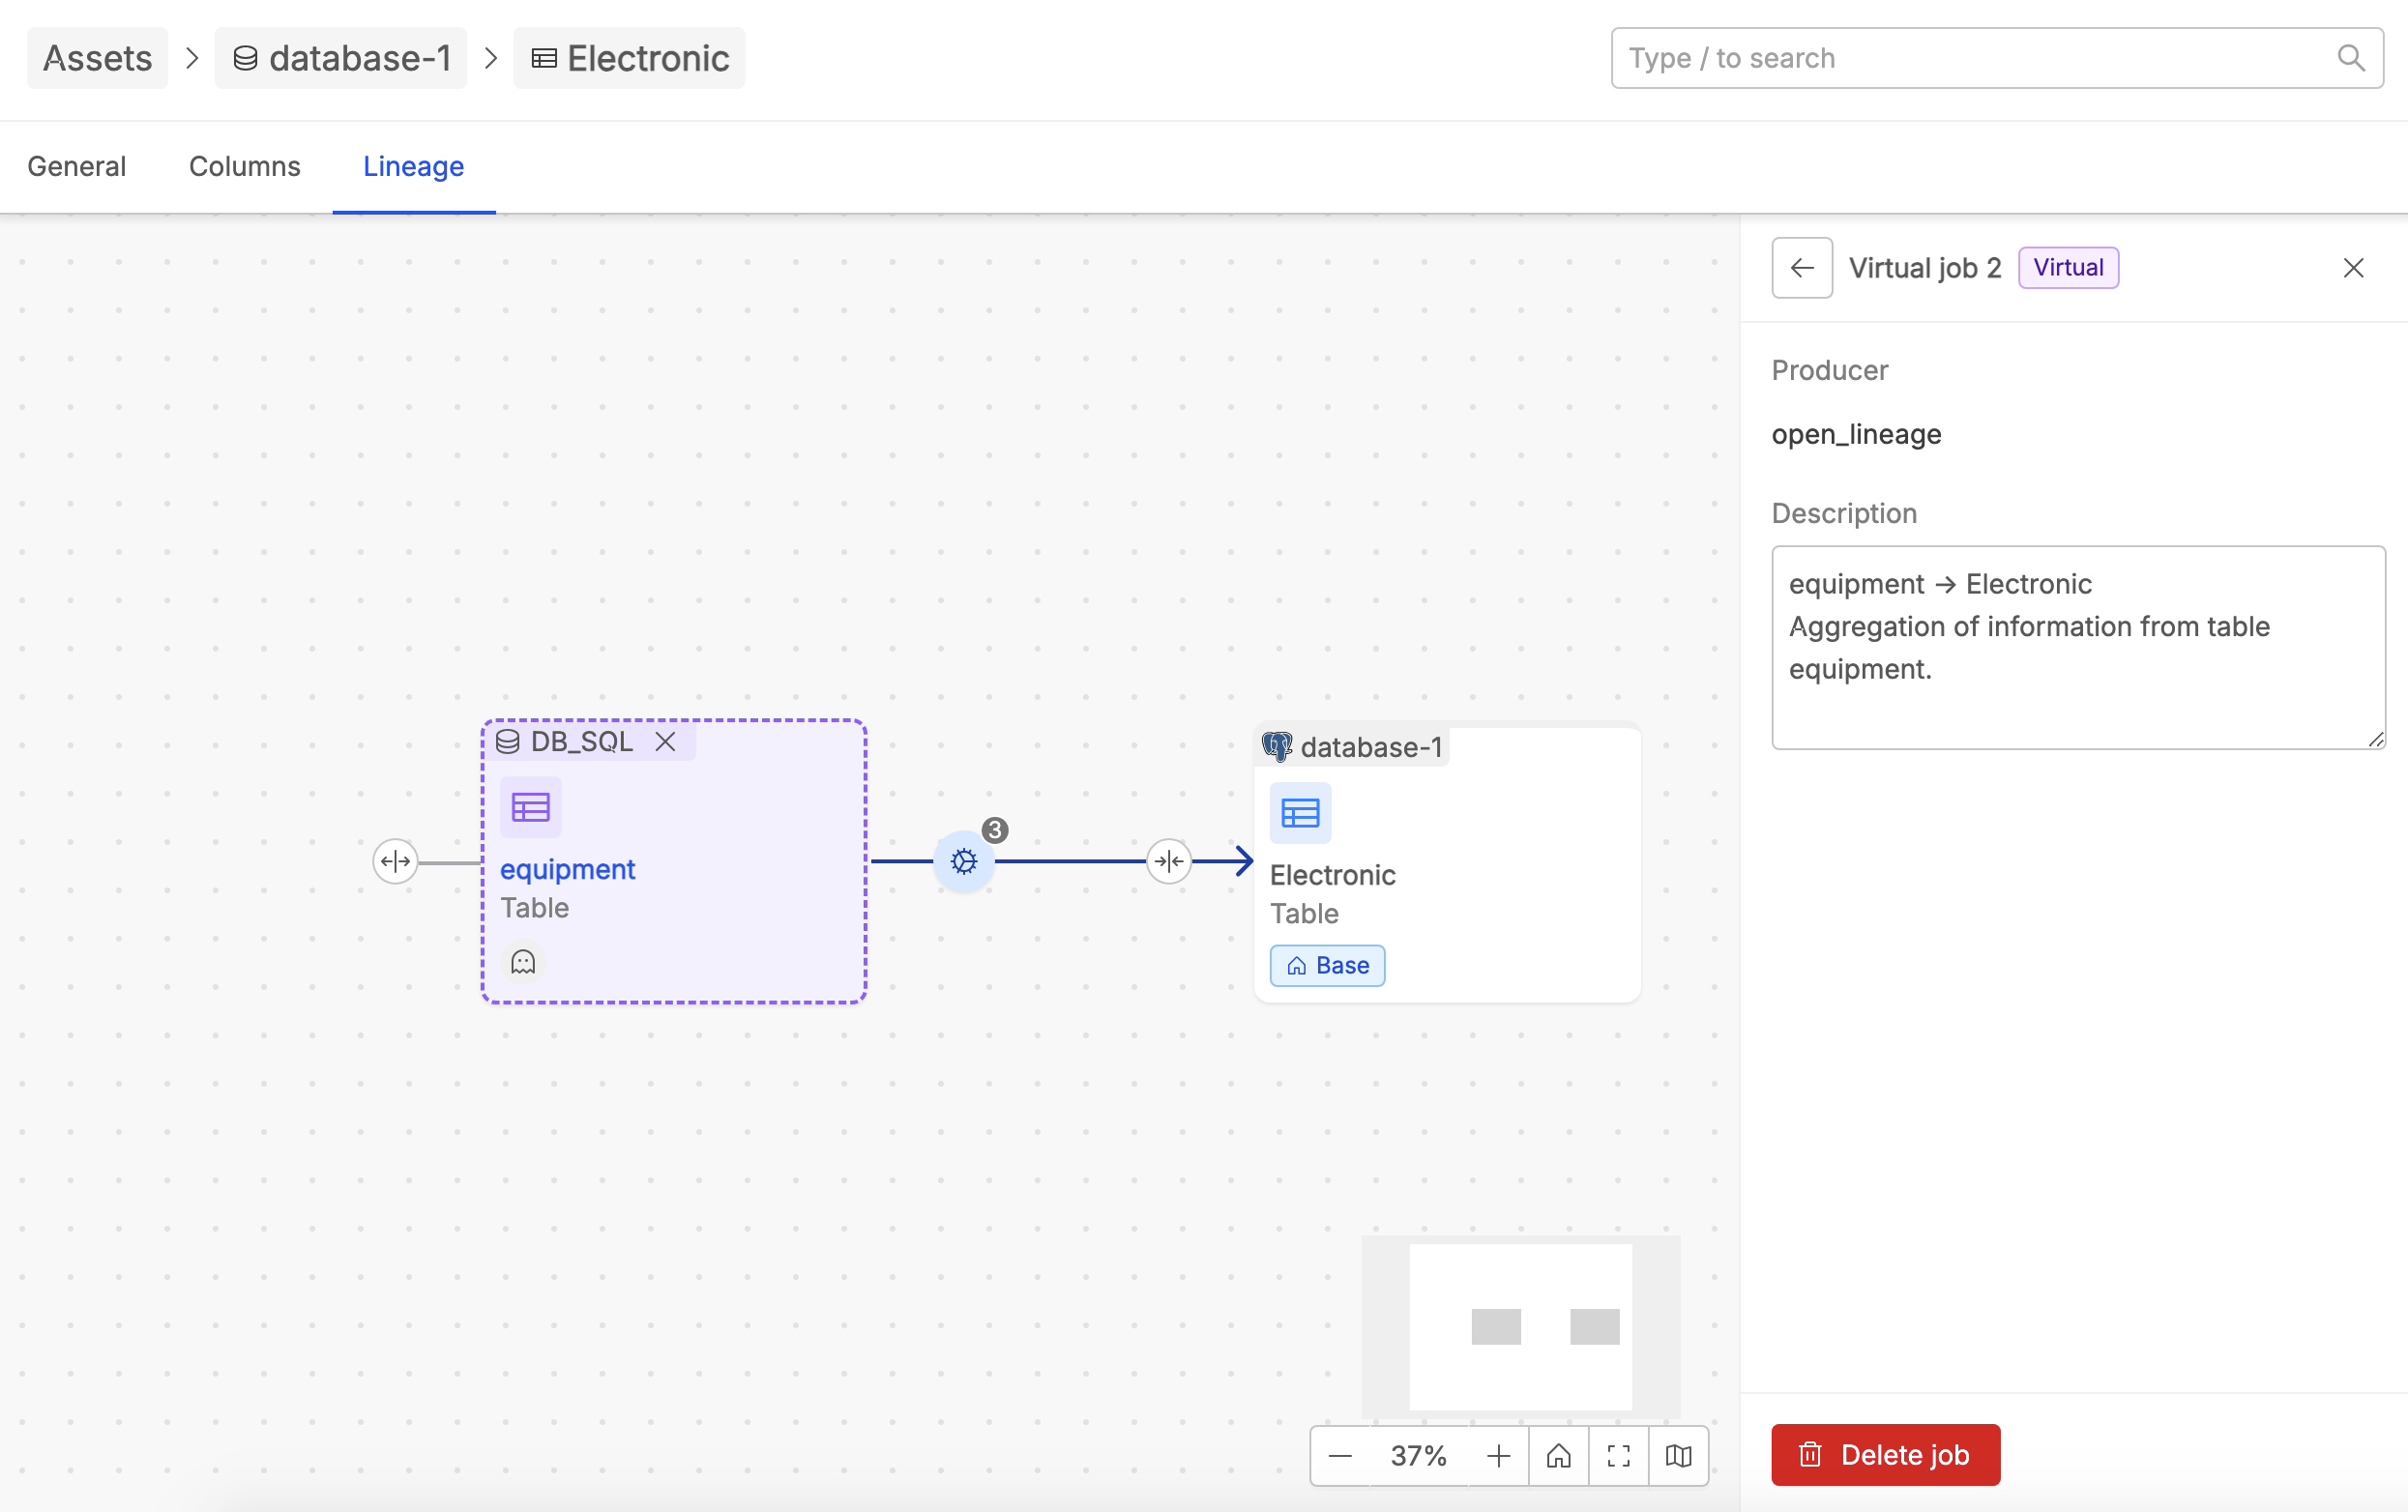 Assets
database-1
Electronic
Type / to search
General
Columns
Lineage
Virtual job 2
Virtual
Producer
open_lineage
Description
equipment → Electronic
Aggregation of information from table
equipment.
DB_SQL
equipment
Table
3
database-1
Electronic
Table
Base
37%
Delete job